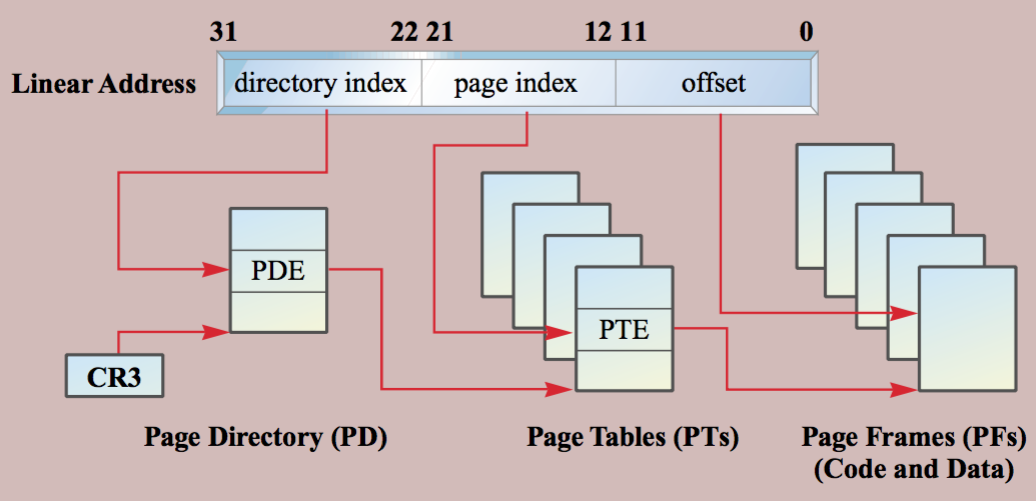 31 22 21 12 11 0
Linear Address directory index page index offset
PDE
PTE
CR3
Page Directory (PD) Page Tables (PTs) Page Frames (PFs)
(Code and Data)